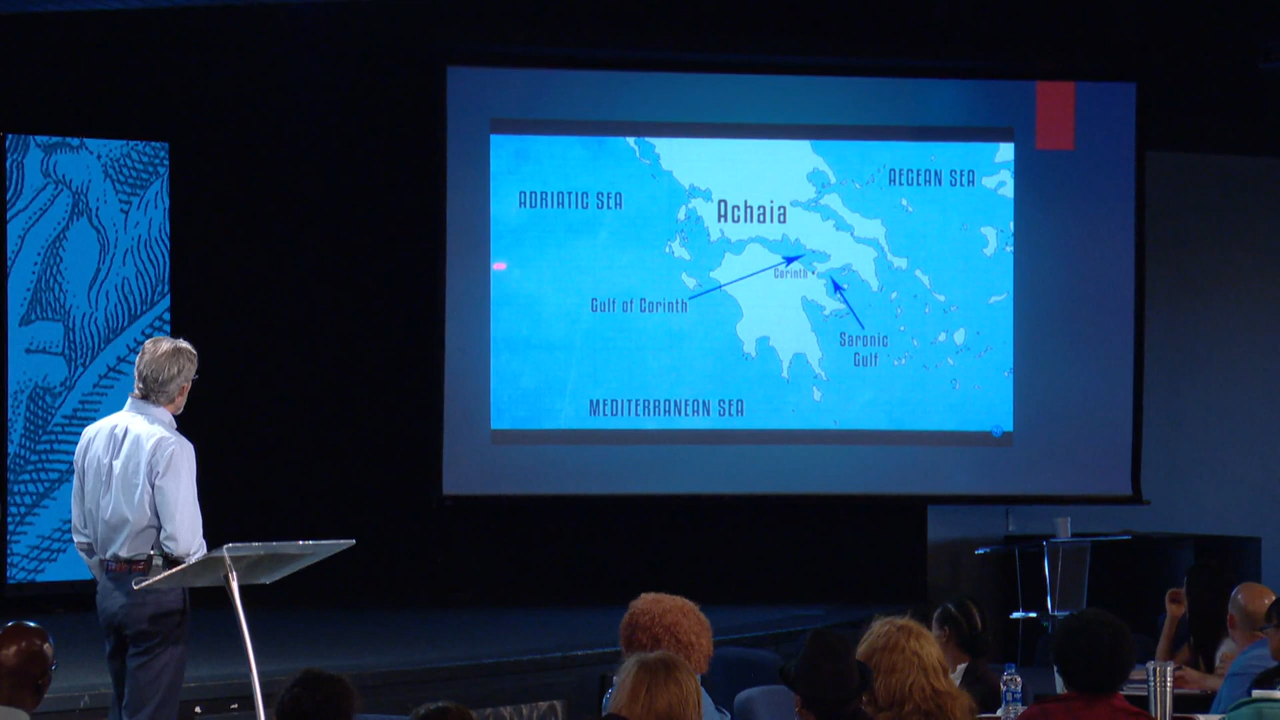 ADRIATIC SEA
AEGEAN SEA
Achaia
Corinth
Gulf of Corinth
Saronic
Gulf
MEDITERRANEAN SEA